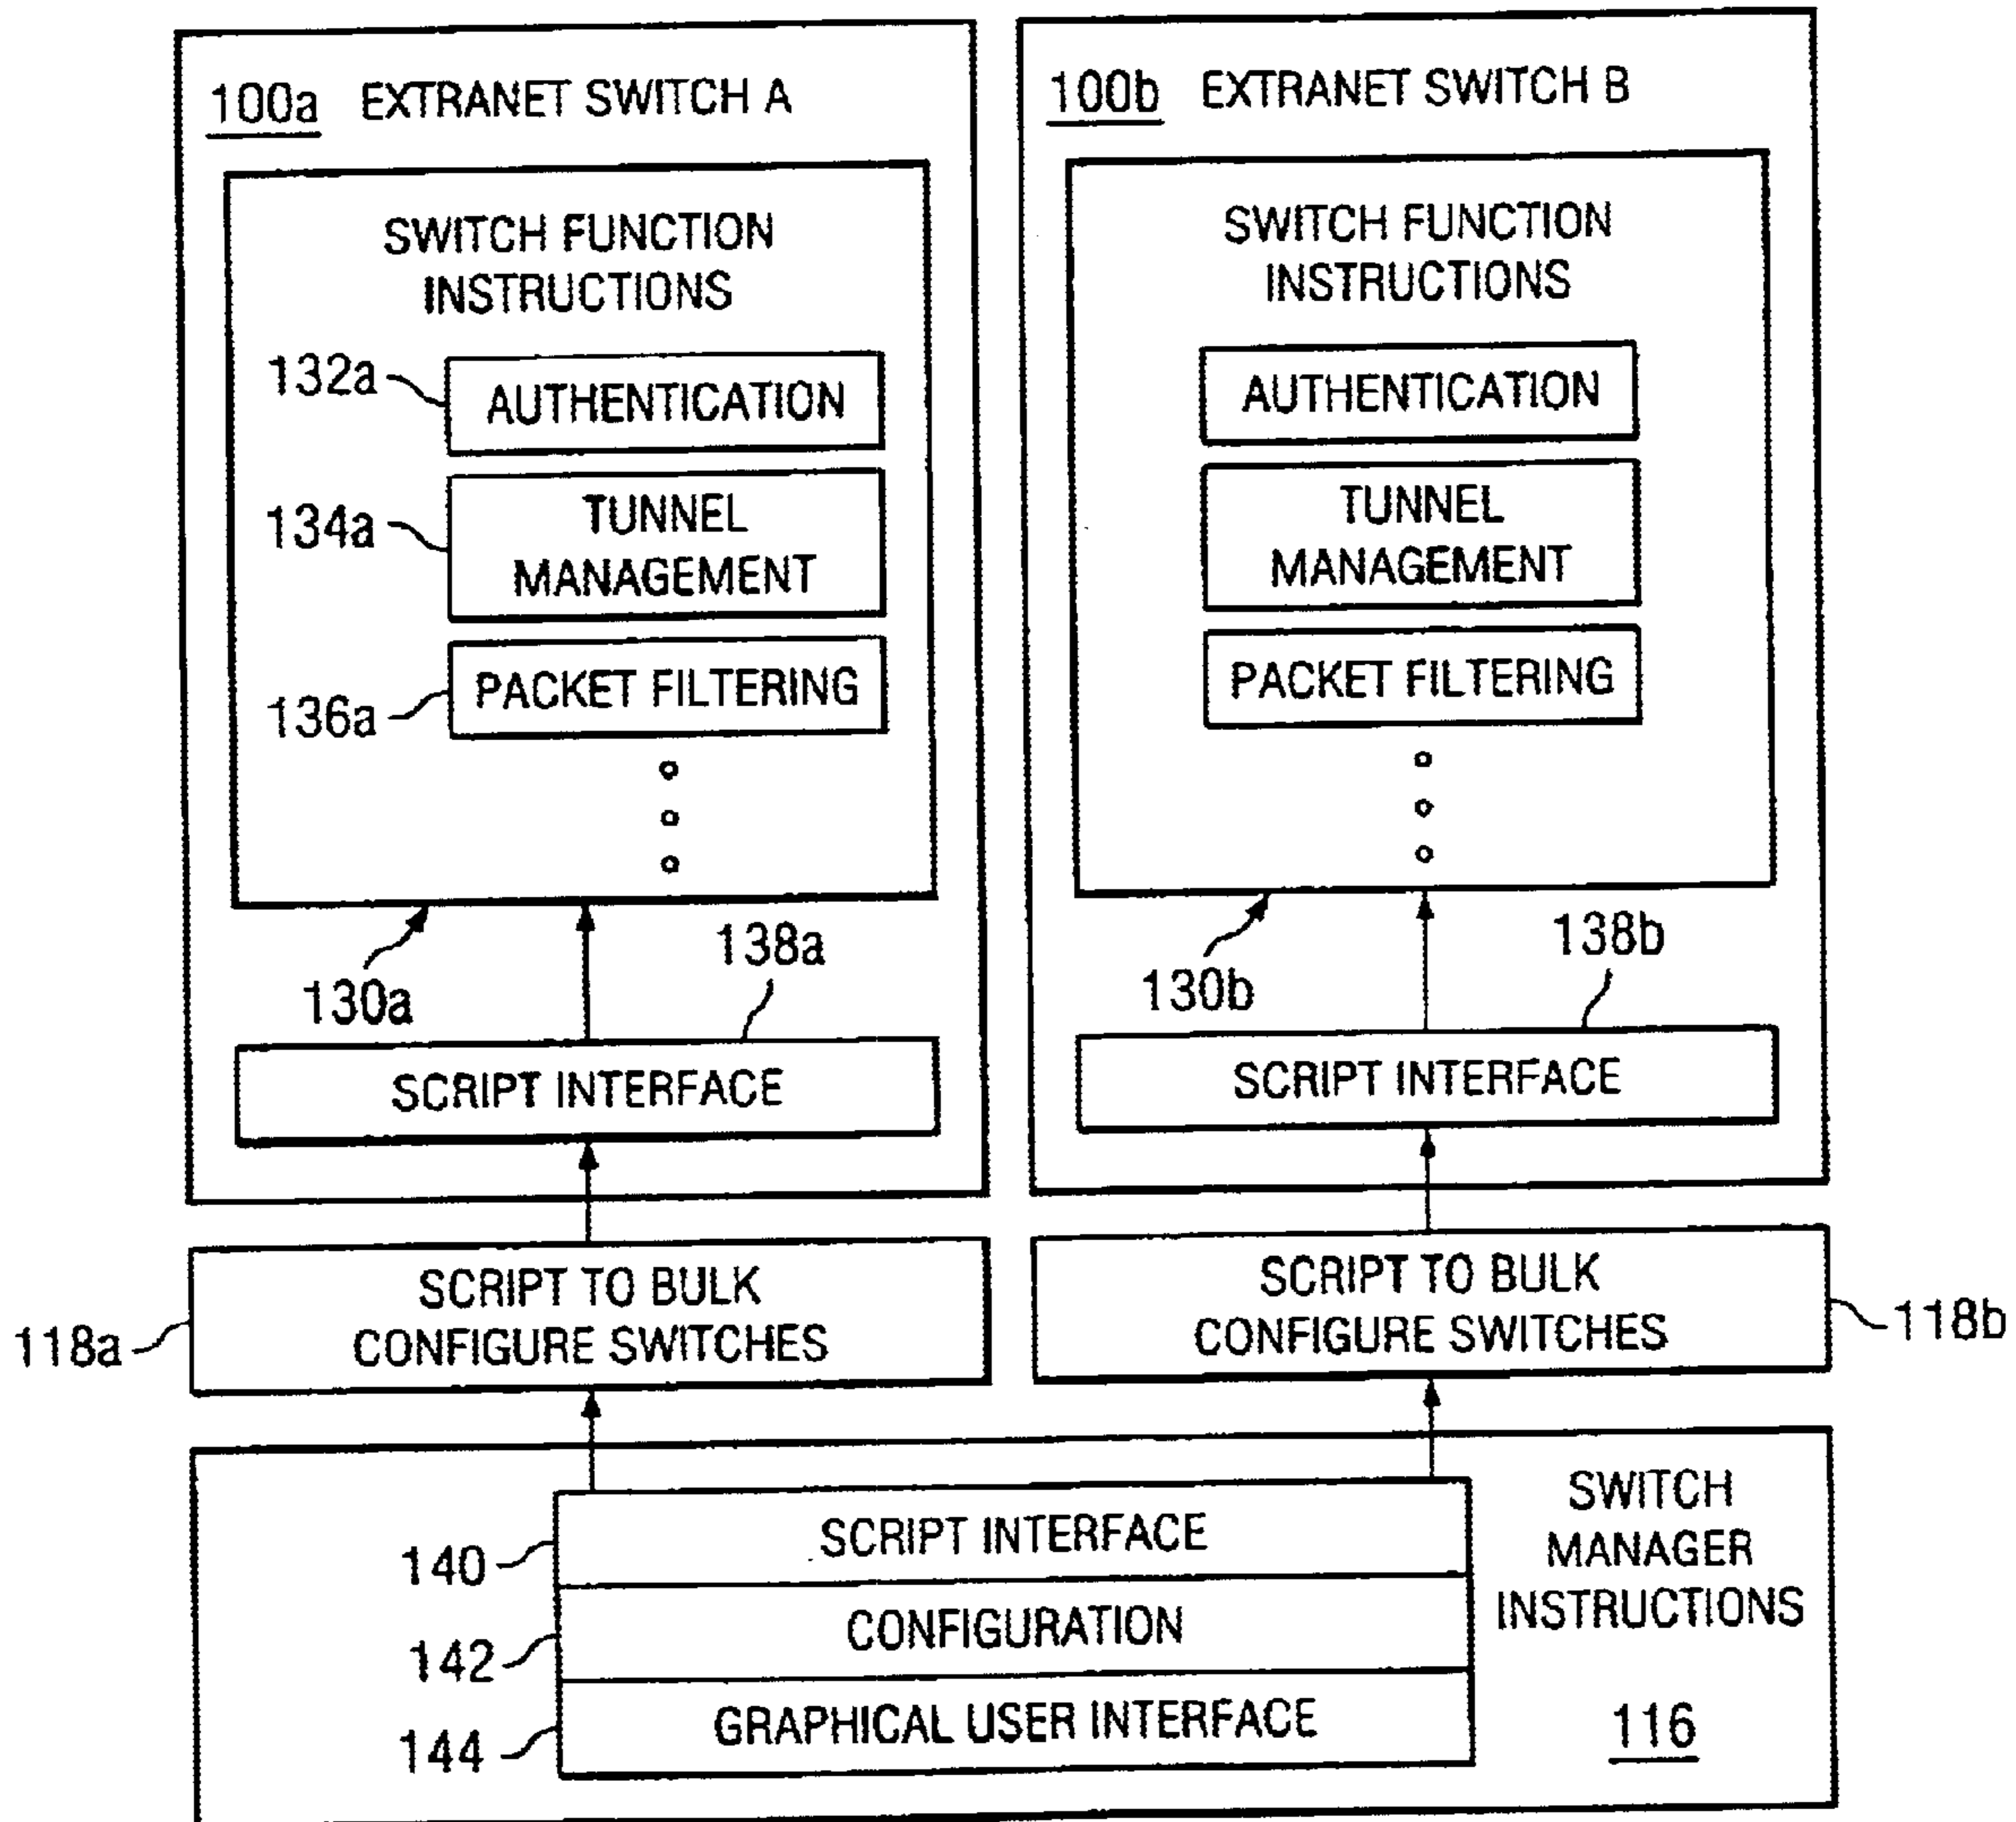 100a EXTRANET SWITCH A
SWITCH FUNCTION
INSTRUCTIONS
132a
AUTHENTICATION
134a
TUNNEL
MANAGEMENT
136a
PACKET FILTERING
130a
138a
SCRIPT INTERFACE
100b EXTRANET SWITCH B
SWITCH FUNCTION
INSTRUCTIONS
AUTHENTICATION
TUNNEL
MANAGEMENT
PACKET FILTERING
130b
138b
SCRIPT INTERFACE
118a
SCRIPT TO BULK
CONFIGURE SWITCHES
SCRIPT TO BULK
CONFIGURE SWITCHES
118b
140
SCRIPT INTERFACE
142
CONFIGURATION
144
GRAPHICAL USER INTERFACE
SWITCH
MANAGER
INSTRUCTIONS
116